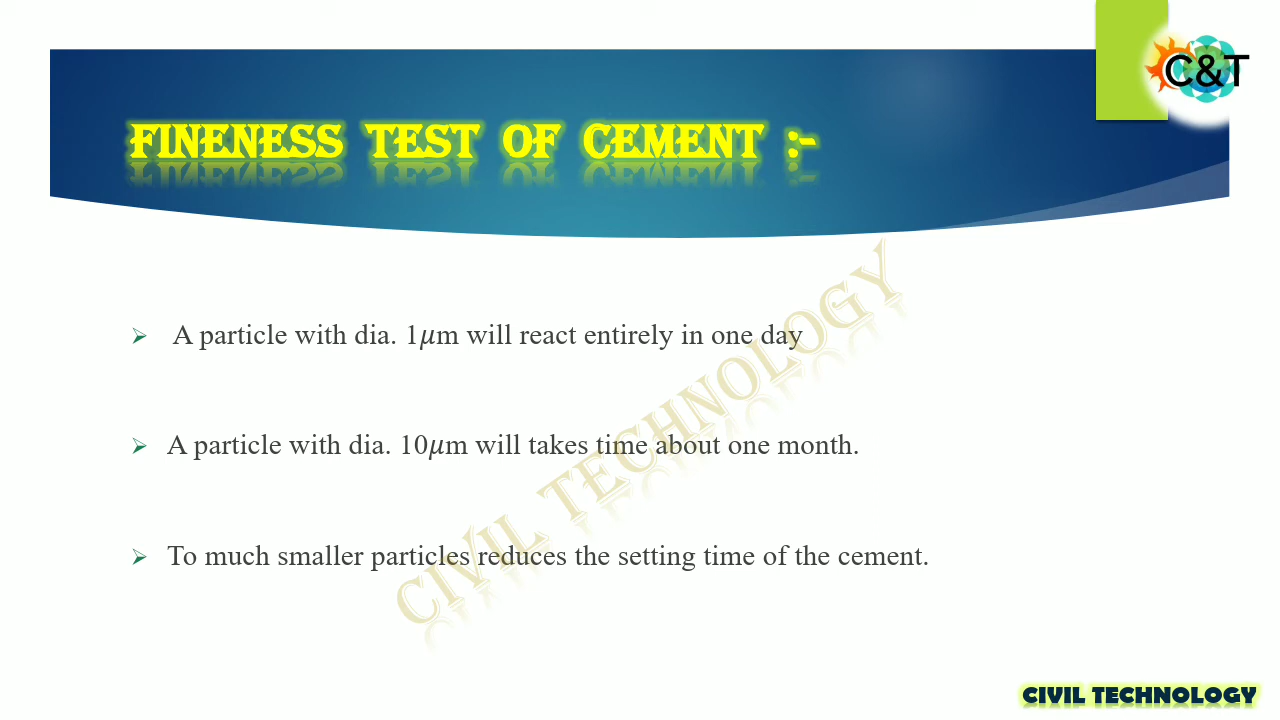 C&T
FINENESS TEST OF CEMENT :-
A particle with dia. 1𝜇m will react entirely in one day
A particle with dia. 10𝜇m will takes time about one month.
To much smaller particles reduces the setting time of the cement.
CIVIL TECHNOLOGY
CIVIL TECHNOLOGY